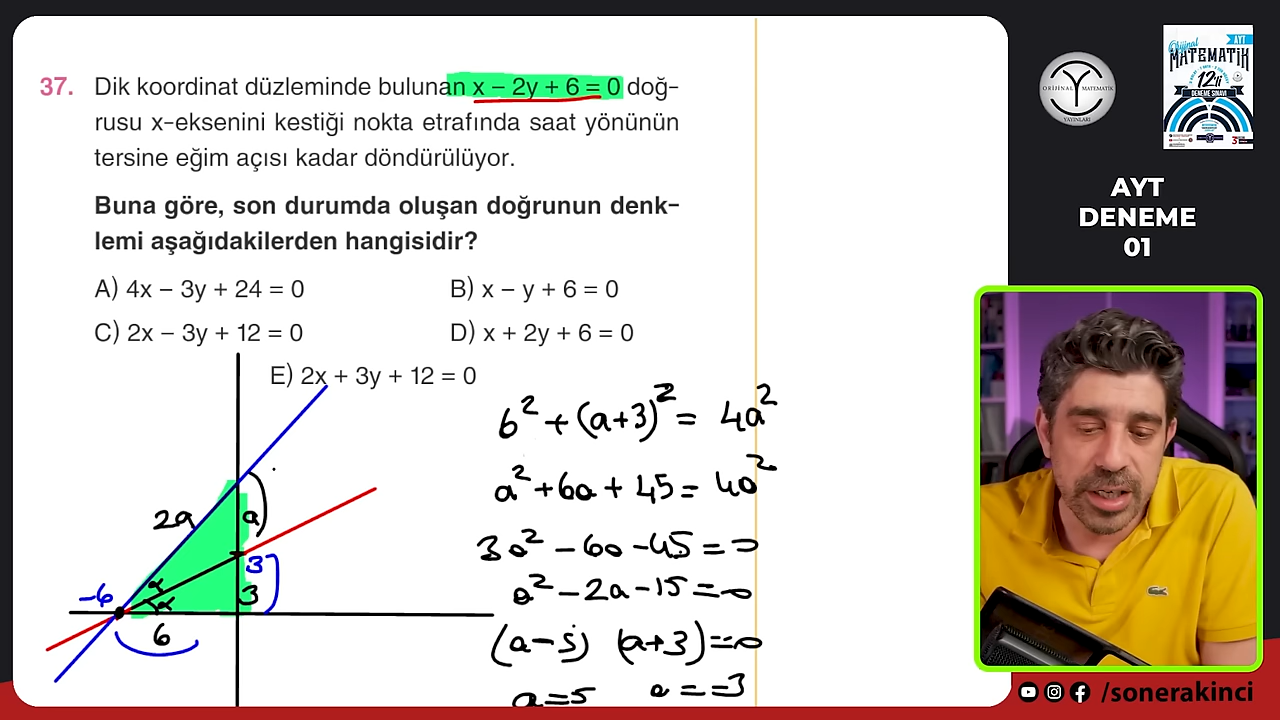 37. Dik koordinat düzleminde bulunan x – 2y + 6 = 0 doğ-
rusu x-eksenini kestiği nokta etrafında saat yönünün
tersine eğim açısı kadar döndürülüyor.
Buna göre, son durumda oluşan doğrunun denk-
lemi aşağıdakilerden hangisidir?
A) 4x – 3y + 24 = 0
B) x – y + 6 = 0
C) 2x – 3y + 12 = 0
D) x + 2y + 6 = 0
E) 2x + 3y + 12 = 0
6² + (a+3)² = 4a²
a² + 6a + 45 = 4a²
3a² – 6a – 45 = 0
a² – 2a – 15 = 0
(a–5) (a+3) = 0
a = 5 a = –3
2a
a
3
3
α
α
-6
6
ORİJİNAL MATEMATİK
YAYINLARI
AYT
Orijinal
MATEMATİK
12'li
DENEME SINAVI
AYT
DENEME
01
/sonerakinci